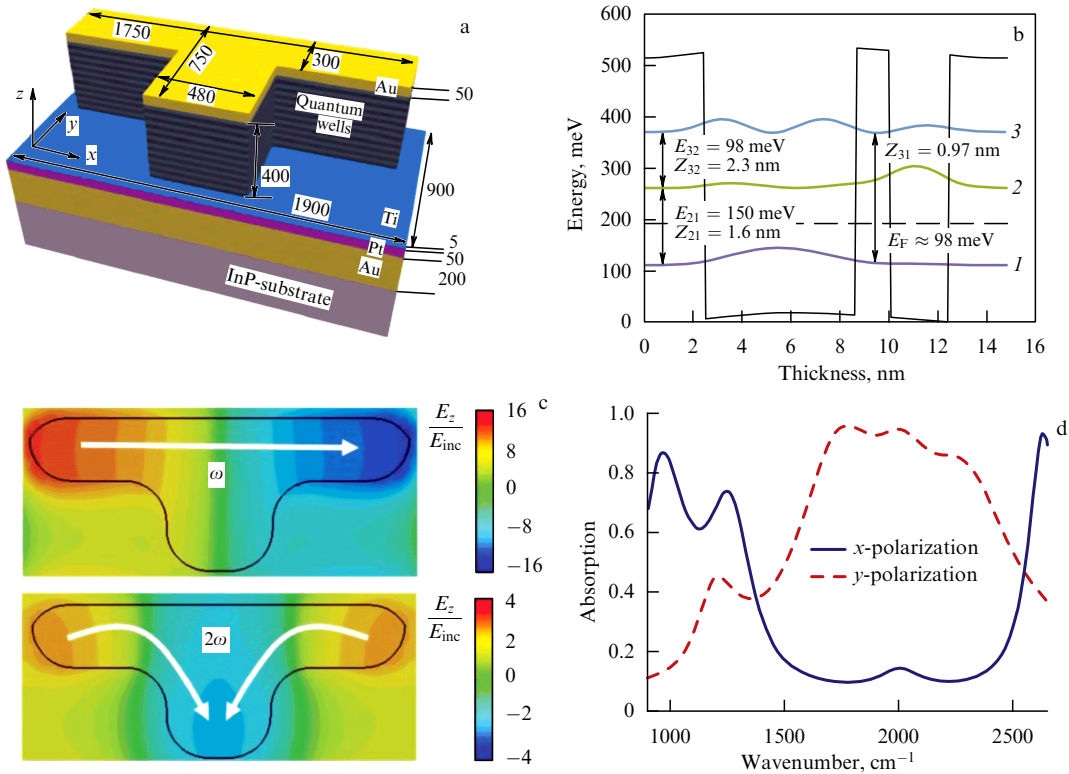 a
1750
750
300
480
Au
50
Quantum
wells
z
y
x
400
900
1900
Ti
5
Pt
50
Au
200
InP-substrate
b
Energy, meV
600
500
400
300
200
100
0
3
E32 = 98 meV
Z32 = 2.3 nm
Z31 = 0.97 nm
2
E21 = 150 meV
Z21 = 1.6 nm
EF ≈ 98 meV
1
0 2 4 6 8 10 12 14 16
Thickness, nm
c
ω
Ez
Einc
16
8
0
−8
−16
2ω
Ez
Einc
4
2
0
−2
−4
d
Absorption
1.0
0.8
0.6
0.4
0.2
0
x-polarization
y-polarization
1000 1500 2000 2500
Wavenumber, cm−1